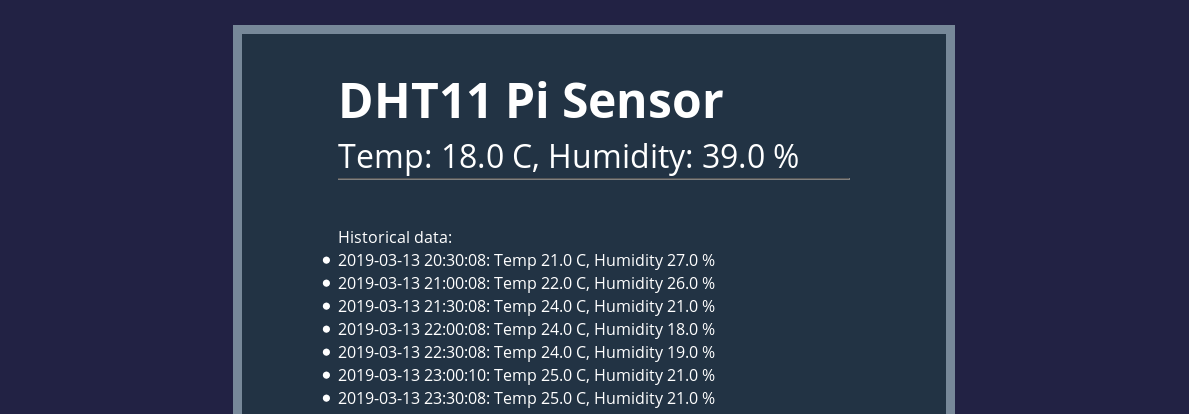 DHT11 Pi Sensor
Temp: 18.0 C, Humidity: 39.0 %
Historical data:
2019-03-13 20:30:08: Temp 21.0 C, Humidity 27.0 %
2019-03-13 21:00:08: Temp 22.0 C, Humidity 26.0 %
2019-03-13 21:30:08: Temp 24.0 C, Humidity 21.0 %
2019-03-13 22:00:08: Temp 24.0 C, Humidity 18.0 %
2019-03-13 22:30:08: Temp 24.0 C, Humidity 19.0 %
2019-03-13 23:00:10: Temp 25.0 C, Humidity 21.0 %
2019-03-13 23:30:08: Temp 25.0 C, Humidity 21.0 %